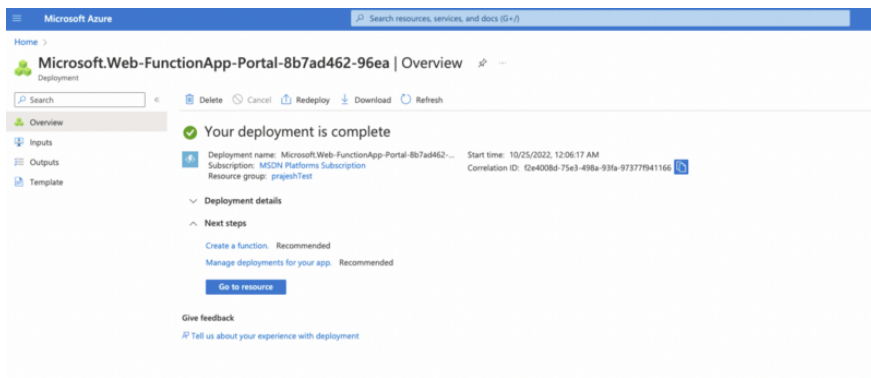 Microsoft Azure
Search resources, services, and docs (G+/)
Home >
Microsoft.Web-FunctionApp-Portal-8b7ad462-96ea | Overview
Deployment
Search
Delete Cancel Redeploy Download Refresh
Overview
Inputs
Outputs
Template
Your deployment is complete
Deployment name: Microsoft.Web-FunctionApp-Portal-8b7ad462-...
Subscription: MSDN Platforms Subscription
Resource group: prajeshTest
Start time: 10/25/2022, 12:06:17 AM
Correlation ID: f2e4008d-75e3-498a-93fa-97377f941166
Deployment details
Next steps
Create a function. Recommended
Manage deployments for your app. Recommended
Go to resource
Give feedback
Tell us about your experience with deployment